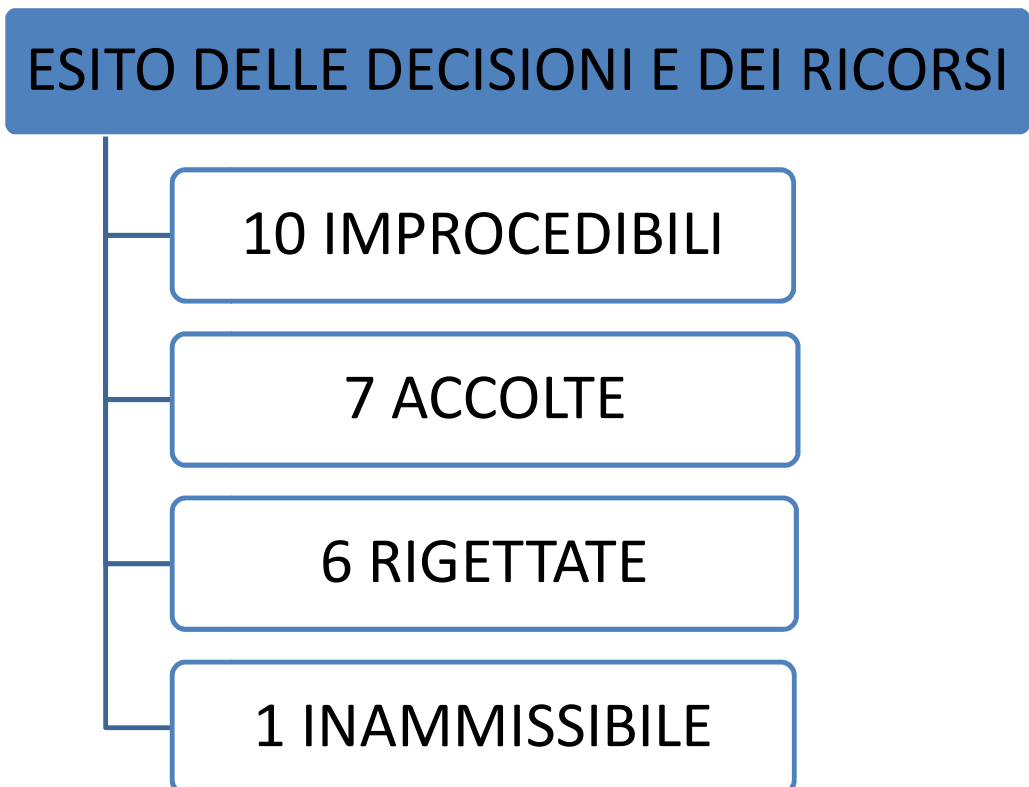 ESITO DELLE DECISIONI E DEI RICORSI
10 IMPROCEDIBILI
7 ACCOLTE
6 RIGETTATE
1 INAMMISSIBILE